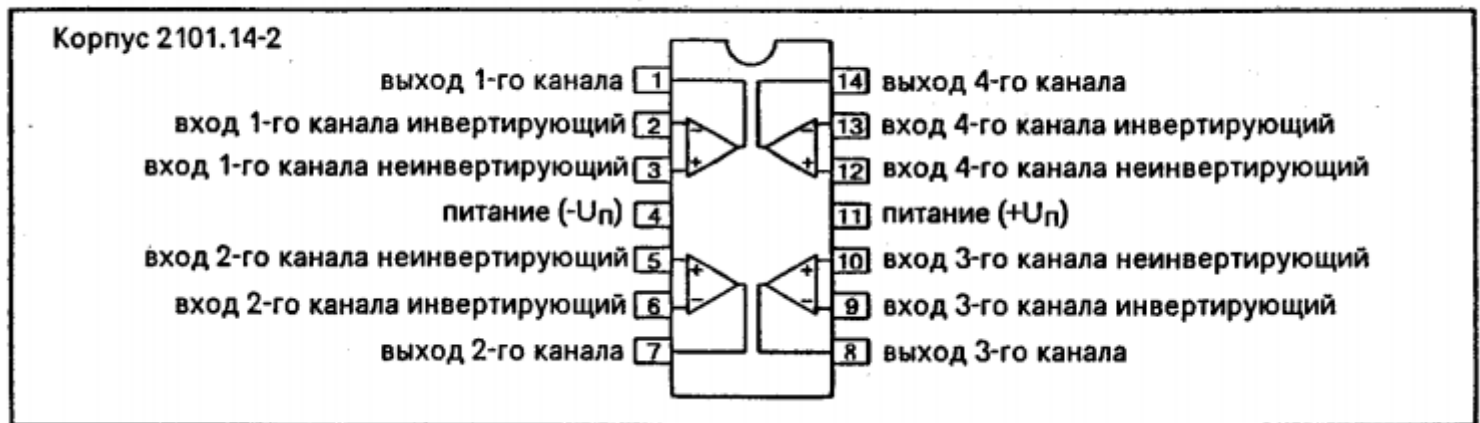 Корпус 2101.14-2
выход 1-го канала 1
вход 1-го канала инвертирующий 2
вход 1-го канала неинвертирующий 3
питание (-Uп) 4
вход 2-го канала неинвертирующий 5
вход 2-го канала инвертирующий 6
выход 2-го канала 7
14 выход 4-го канала
13 вход 4-го канала инвертирующий
12 вход 4-го канала неинвертирующий
11 питание (+Uп)
10 вход 3-го канала неинвертирующий
9 вход 3-го канала инвертирующий
8 выход 3-го канала
−
+
+
−
−
+
+
−